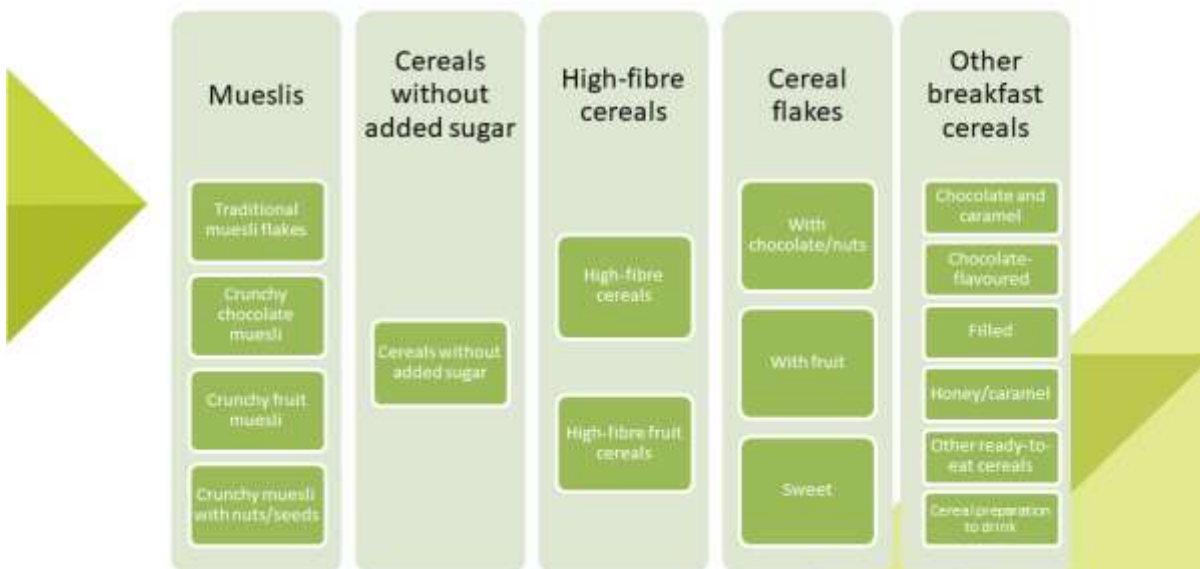 Mueslis
Traditional
muesli flakes
Crunchy
chocolate
muesli
Crunchy fruit
muesli
Crunchy muesli
with nuts/seeds
Cereals
without
added sugar
Cereals without
added sugar
High-fibre
cereals
High-fibre
cereals
High-fibre fruit
cereals
Cereal
flakes
With
chocolate/nuts
With fruit
Sweet
Other
breakfast
cereals
Chocolate and
caramel
Chocolate-
flavoured
Filled
Honey/caramel
Other ready-to-
eat cereals
Cereal preparation
to drink